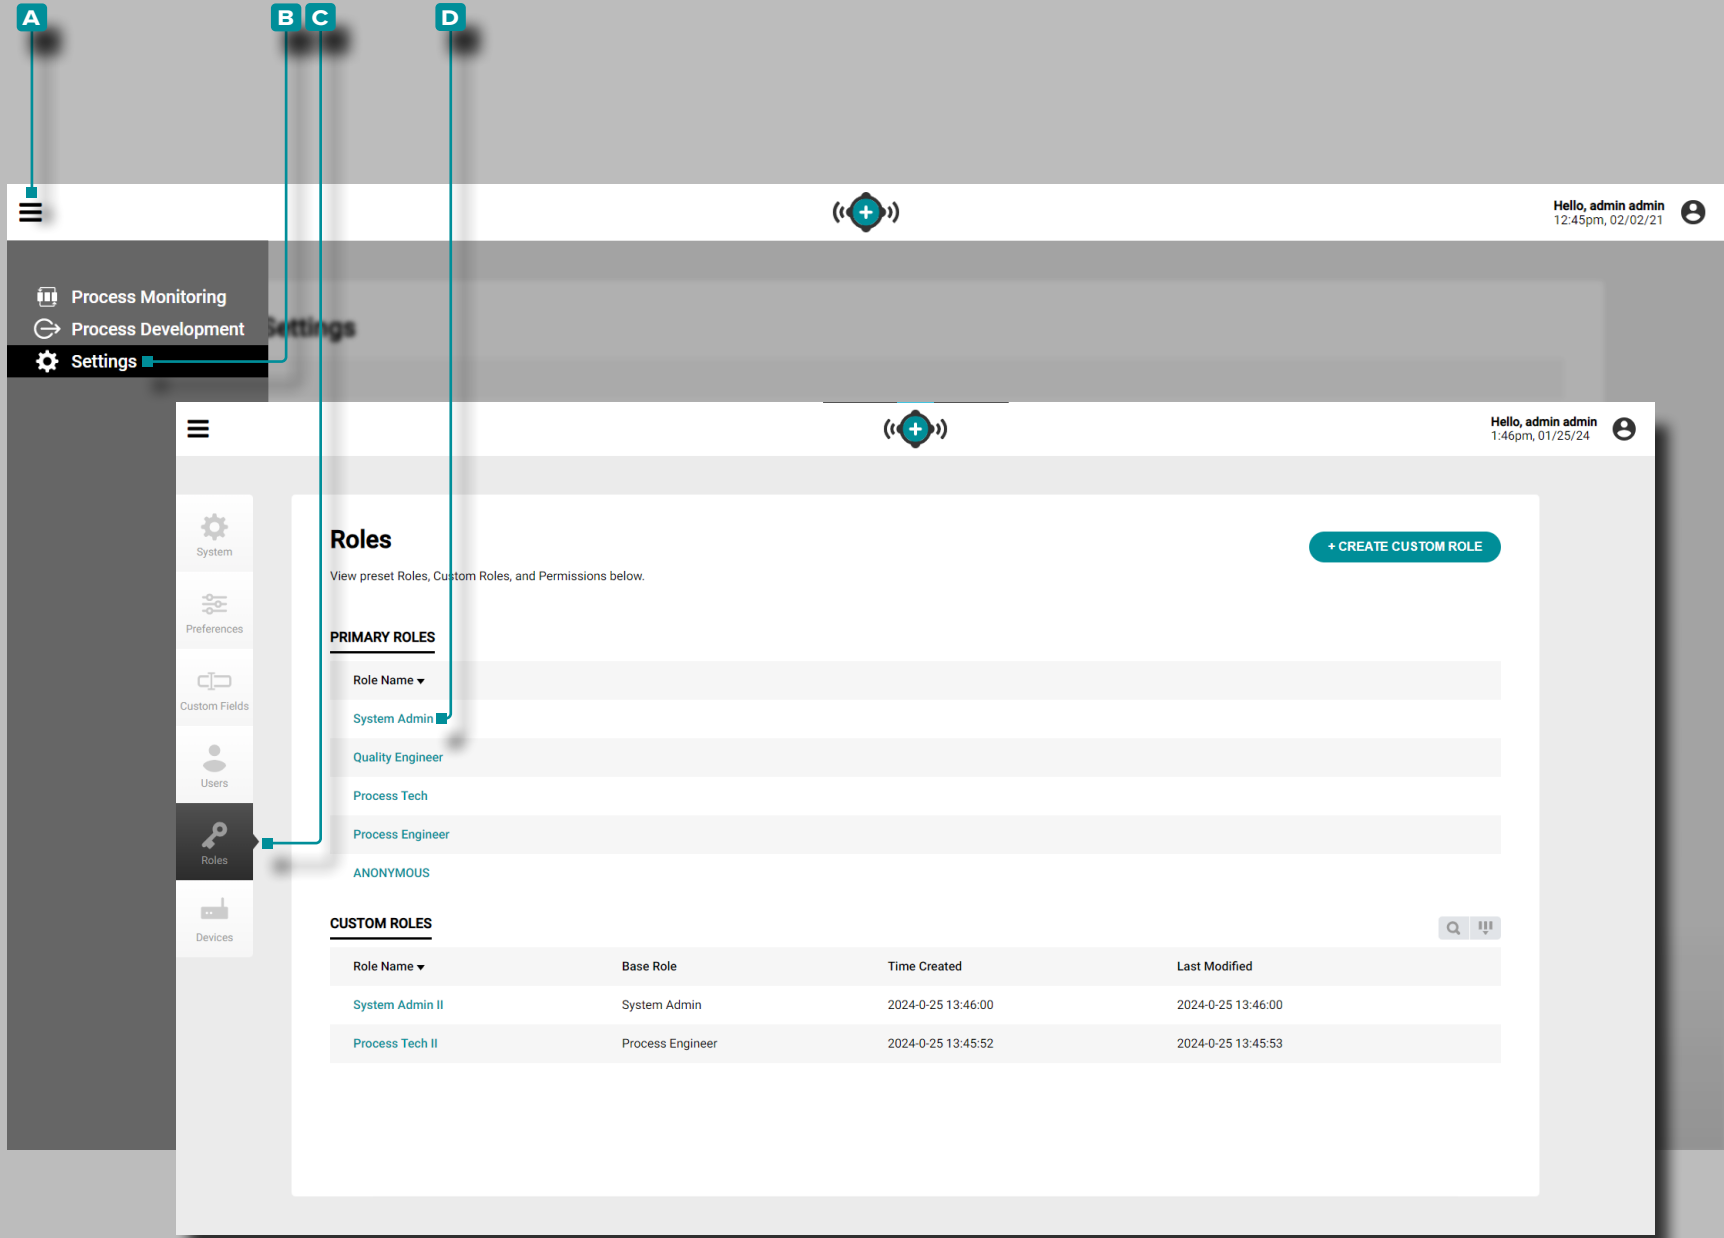 A B C D
Hello, admin admin
12:45pm, 02/02/21
Process Monitoring
Process Development
Settings
Settings
Hello, admin admin
1:46pm, 01/25/24
System
Preferences
Custom Fields
Users
Roles
Devices
Roles
+ CREATE CUSTOM ROLE
View preset Roles, Custom Roles, and Permissions below.
PRIMARY ROLES
Role Name
System Admin
Quality Engineer
Process Tech
Process Engineer
ANONYMOUS
CUSTOM ROLES
Role Name Base Role Time Created Last Modified
System Admin II System Admin 2024-0-25 13:46:00 2024-0-25 13:46:00
Process Tech II Process Engineer 2024-0-25 13:45:52 2024-0-25 13:45:53